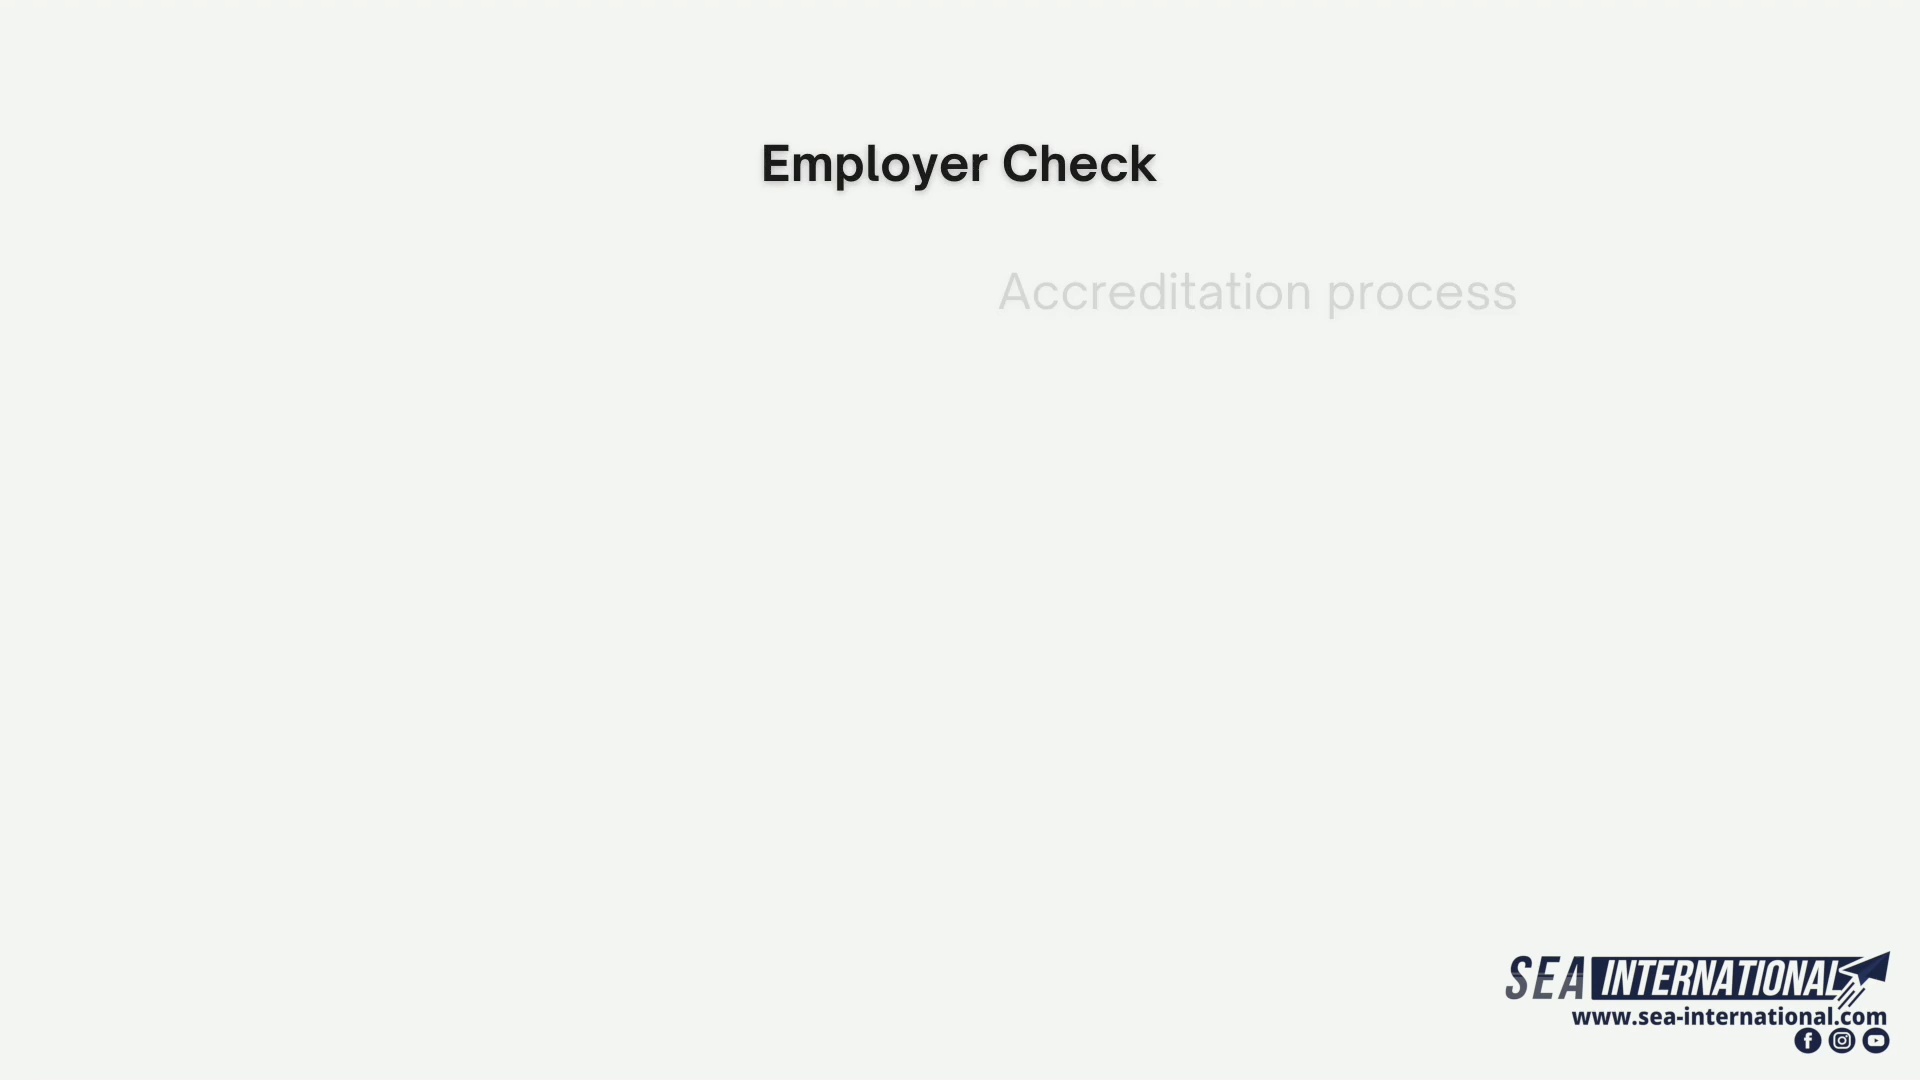 Employer Check
Accreditation process
SEA INTERNATIONAL
www.sea-international.com